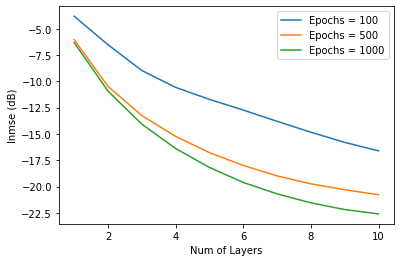 Epochs = 100
Epochs = 500
Epochs = 1000
−5.0
−7.5
−10.0
−12.5
−15.0
−17.5
−20.0
−22.5
lnmse (dB)
2
4
6
8
10
Num of Layers